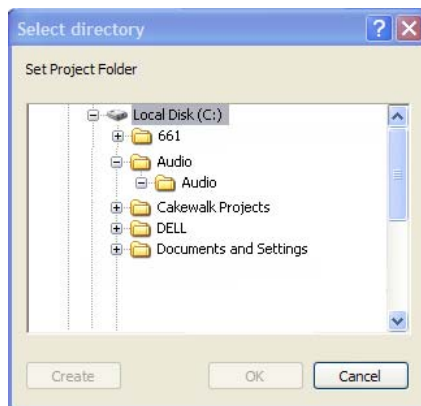 Select directory
Set Project Folder
Local Disk (C:)
661
Audio
Audio
Cakewalk Projects
DELL
Documents and Settings
Create
OK
Cancel